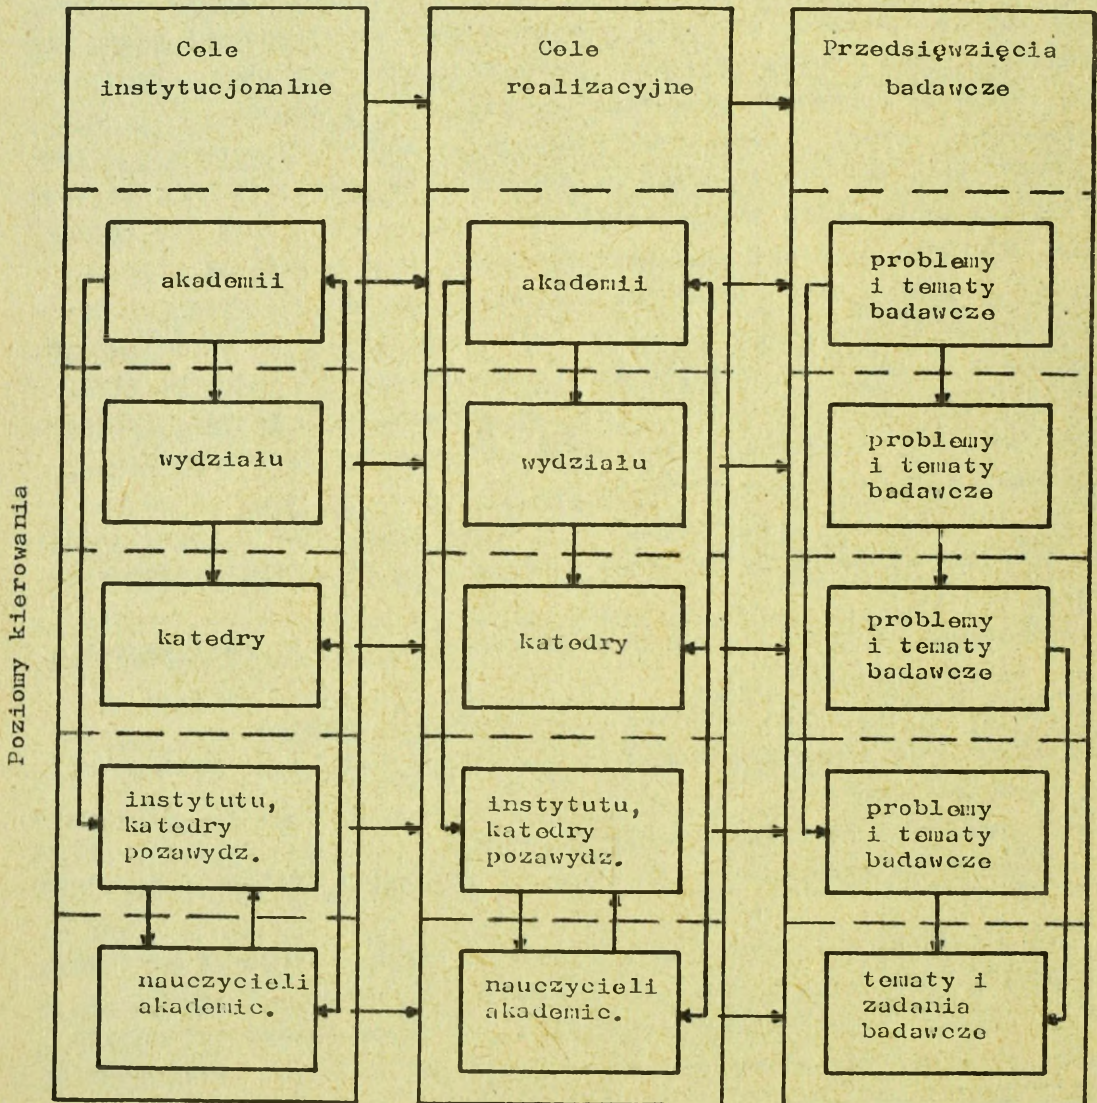 Poziomy kierowania
Cele
instytucjonalne
akademii
wydziału
katedry
instytutu,
katedry
pozawydz.
nauczycieli
akademic.
Cele
realizacyjne
akademii
wydziału
katedry
instytutu,
katedry
pozawydz.
nauczycieli
akademic.
Przedsięwzięcia
badawcze
problemy
i tematy
badawcze
problemy
i tematy
badawcze
problemy
i tematy
badawcze
problemy
i tematy
badawcze
tematy i
zadania
badawcze